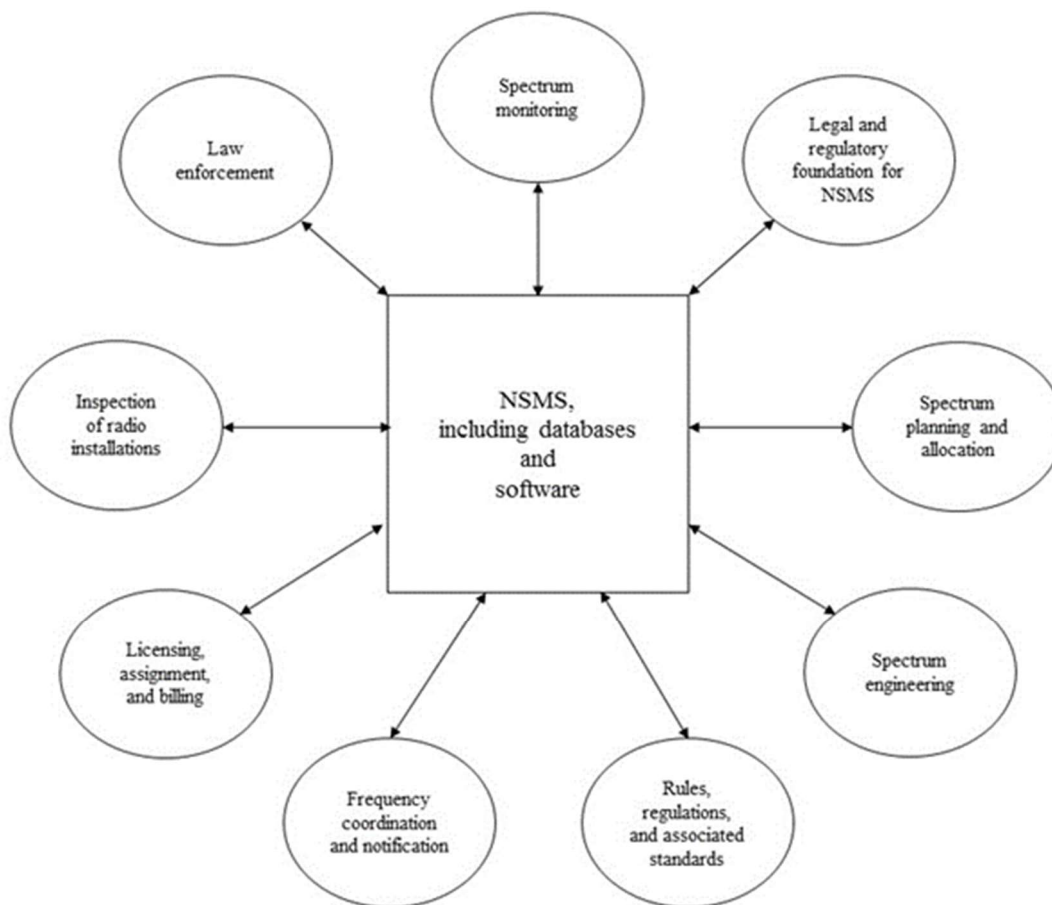 Spectrum
monitoring
Legal and
regulatory
foundation for
NSMS
Law
enforcement
NSMS,
including databases
and
software
Inspection
of radio
installations
Spectrum
planning and
allocation
Licensing,
assignment,
and billing
Spectrum
engineering
Frequency
coordination
and notification
Rules,
regulations,
and associated
standards